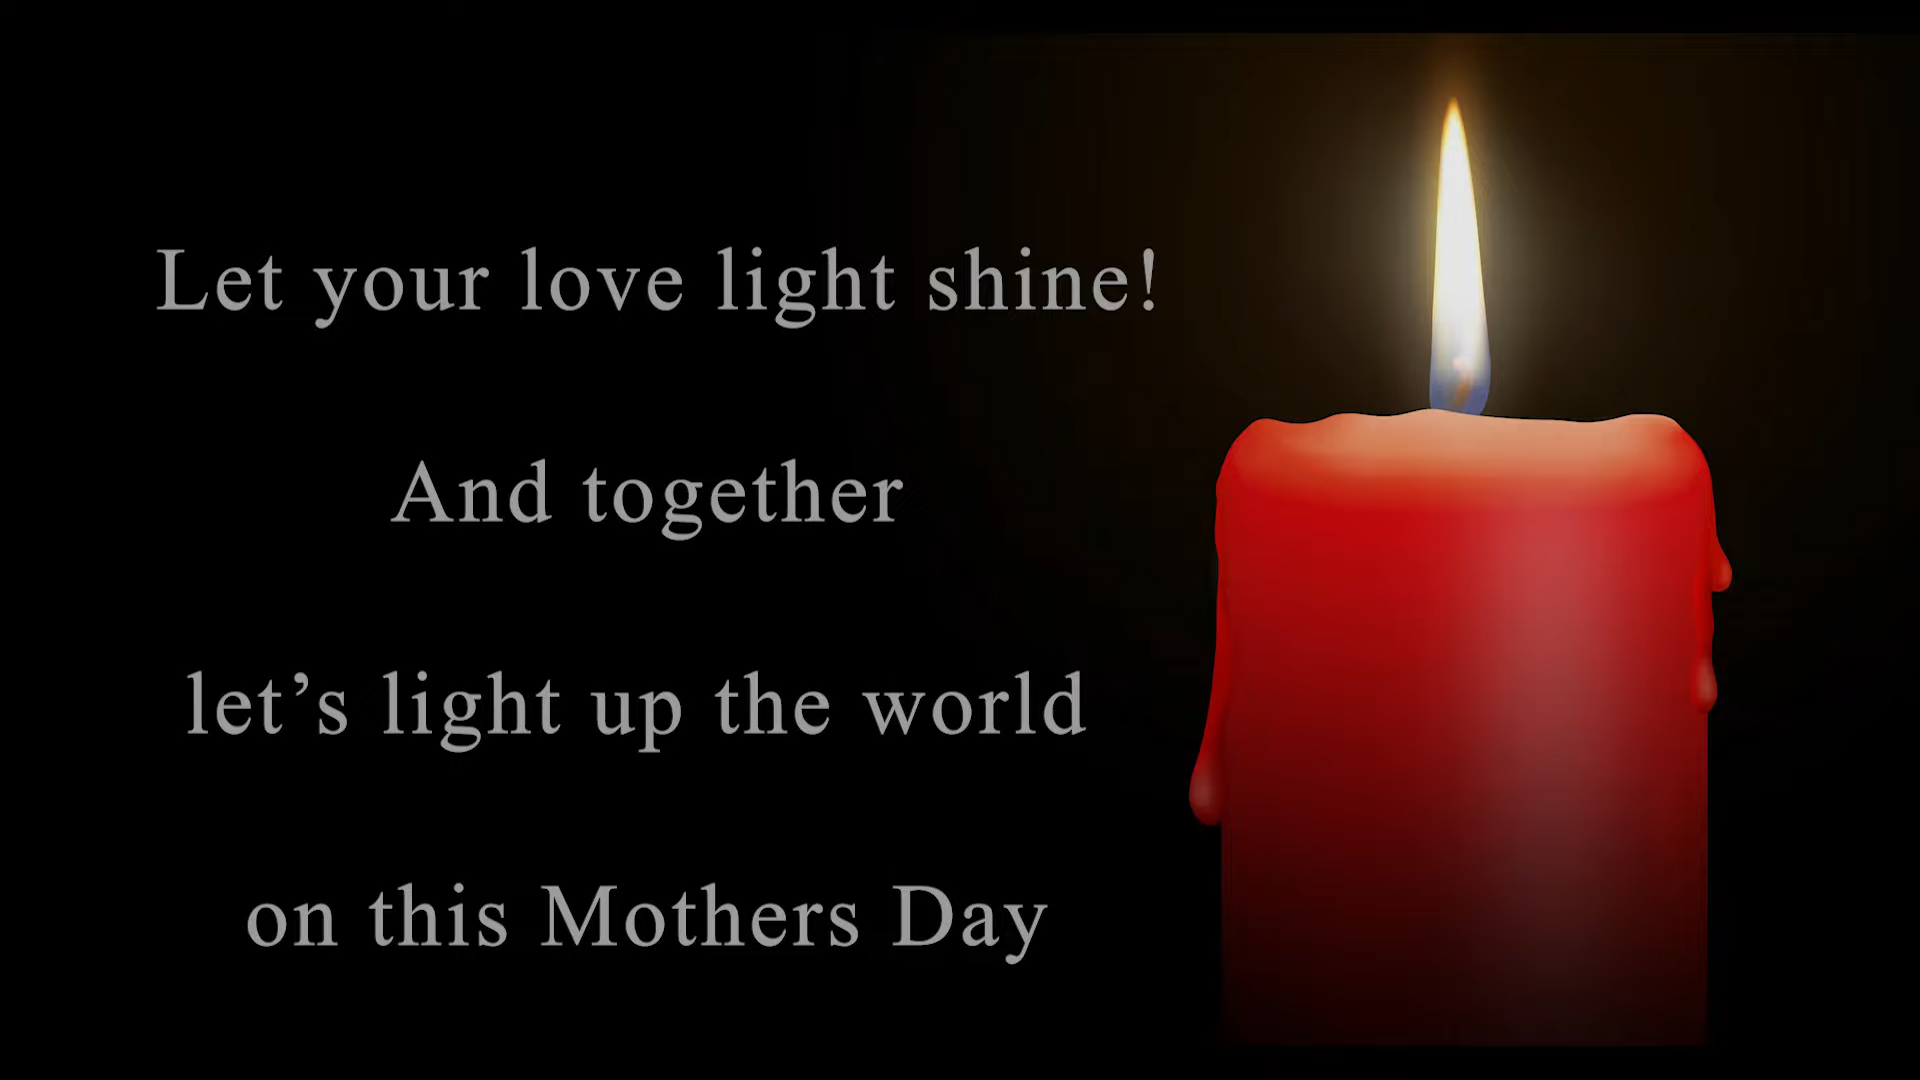 Let your love light shine!
And together
let’s light up the world
on this Mothers Day